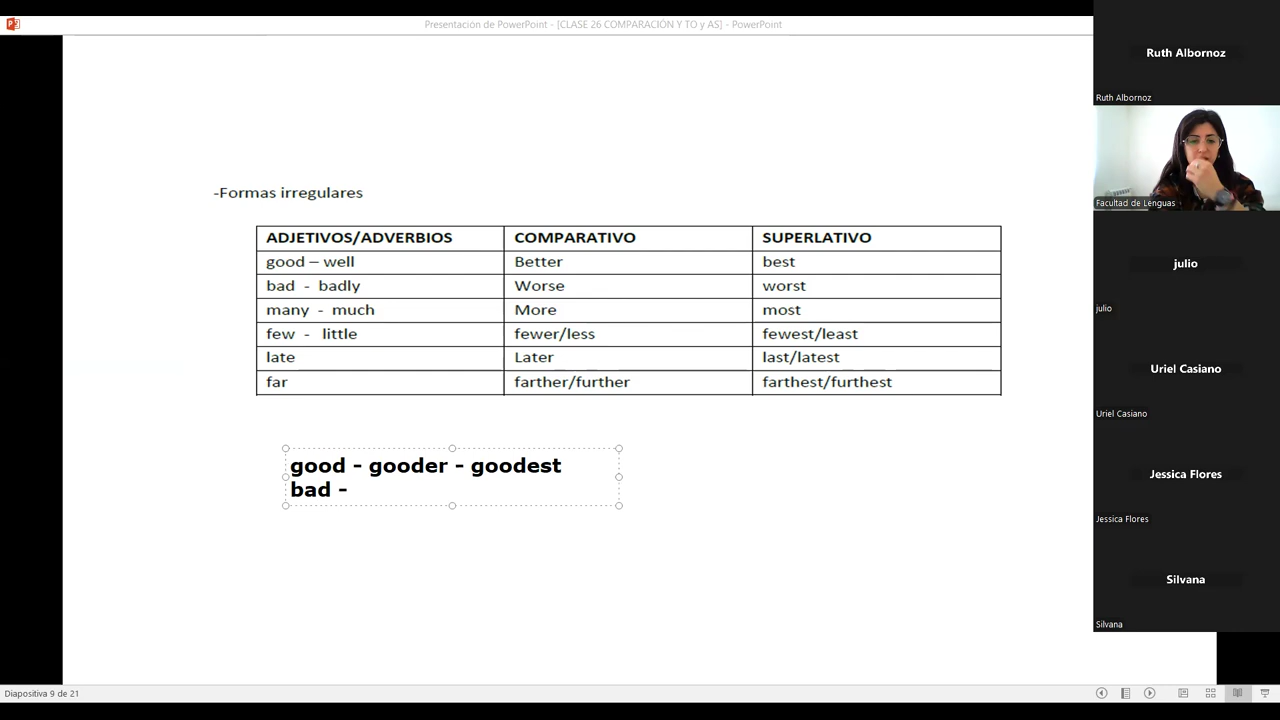 Presentación de PowerPoint - [CLASE 26 COMPARACIÓN Y TO y AS] - PowerPoint
-Formas irregulares
ADJETIVOS/ADVERBIOS COMPARATIVO SUPERLATIVO
good – well Better best
bad - badly Worse worst
many - much More most
few - little fewer/less fewest/least
late Later last/latest
far farther/further farthest/furthest
good - gooder - goodest
bad -
Diapositiva 9 de 21
Ruth Albornoz
Ruth Albornoz
Facultad de Lenguas
julio
julio
Uriel Casiano
Uriel Casiano
Jessica Flores
Jessica Flores
Silvana
Silvana